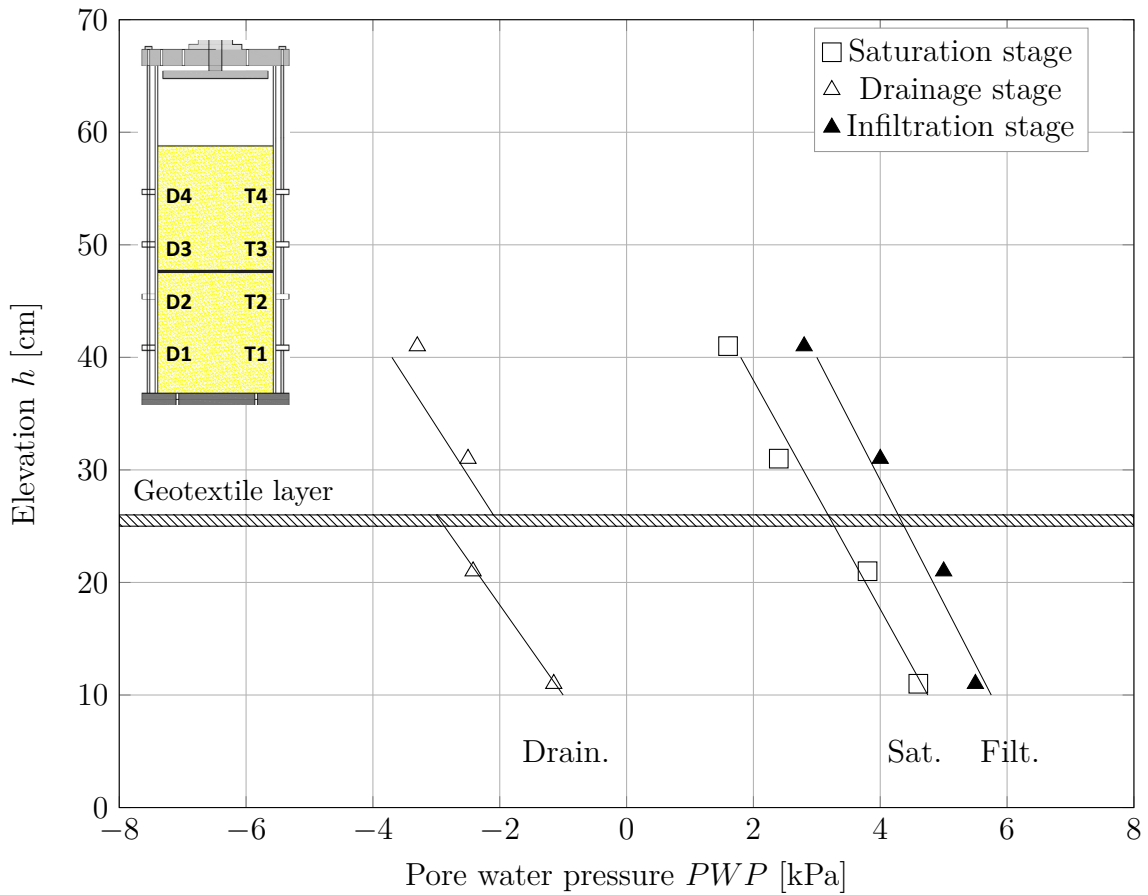 70
60
50
40
30
20
10
0
Elevation h [cm]
Saturation stage
Drainage stage
Infiltration stage
D4 T4
D3 T3
D2 T2
D1 T1
Geotextile layer
Drain. Sat. Filt.
−8 −6 −4 −2 0 2 4 6 8
Pore water pressure PWP [kPa]